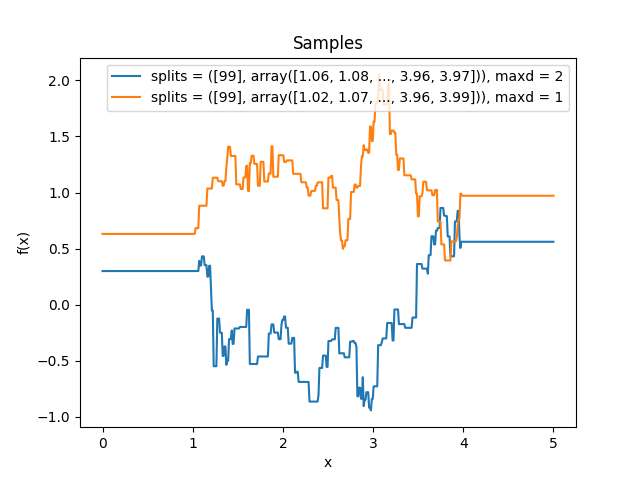 Samples
splits = ([99], array([1.06, 1.08, ..., 3.96, 3.97])), maxd = 2
splits = ([99], array([1.02, 1.07, ..., 3.96, 3.99])), maxd = 1
f(x)
2.0
1.5
1.0
0.5
0.0
−0.5
−1.0
0 1 2 3 4 5
x